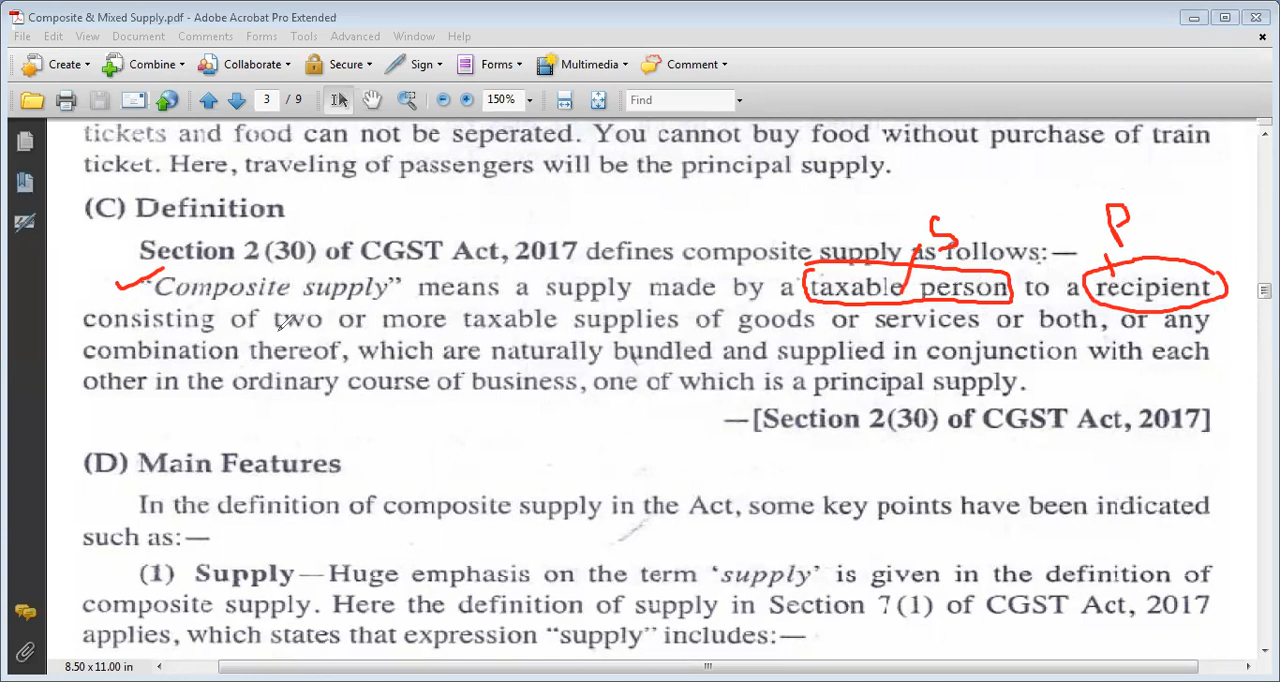 Composite & Mixed Supply.pdf - Adobe Acrobat Pro Extended
File Edit View Document Comments Forms Tools Advanced Window Help
Create Combine Collaborate Secure Sign Forms Multimedia Comment
3 / 9 150% Find
tickets and food can not be seperated. You cannot buy food without purchase of train
ticket. Here, traveling of passengers will be the principal supply.
(C) Definition
S P
Section 2 (30) of CGST Act, 2017 defines composite supply as follows:—
"Composite supply" means a supply made by a taxable person to a recipient
consisting of two or more taxable supplies of goods or services or both, or any
combination thereof, which are naturally bundled and supplied in conjunction with each
other in the ordinary course of business, one of which is a principal supply.
—[Section 2(30) of CGST Act, 2017]
(D) Main Features
In the definition of composite supply in the Act, some key points have been indicated
such as:—
(1) Supply—Huge emphasis on the term 'supply' is given in the definition of
composite supply. Here the definition of supply in Section 7 (1) of CGST Act, 2017
applies, which states that expression "supply" includes:—
8.50 x 11.00 in